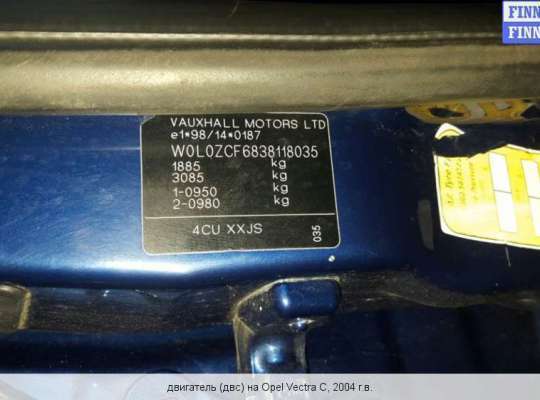 FINN
FINN
VAUXHALL MOTORS LTD
e1*98/14*0187
W0L0ZCF6838118035
1885 kg
3085 kg
1-0950 kg
2-0980 kg
4CU XXJS
035
двигатель (двс) на Opel Vectra C, 2004 г.в.